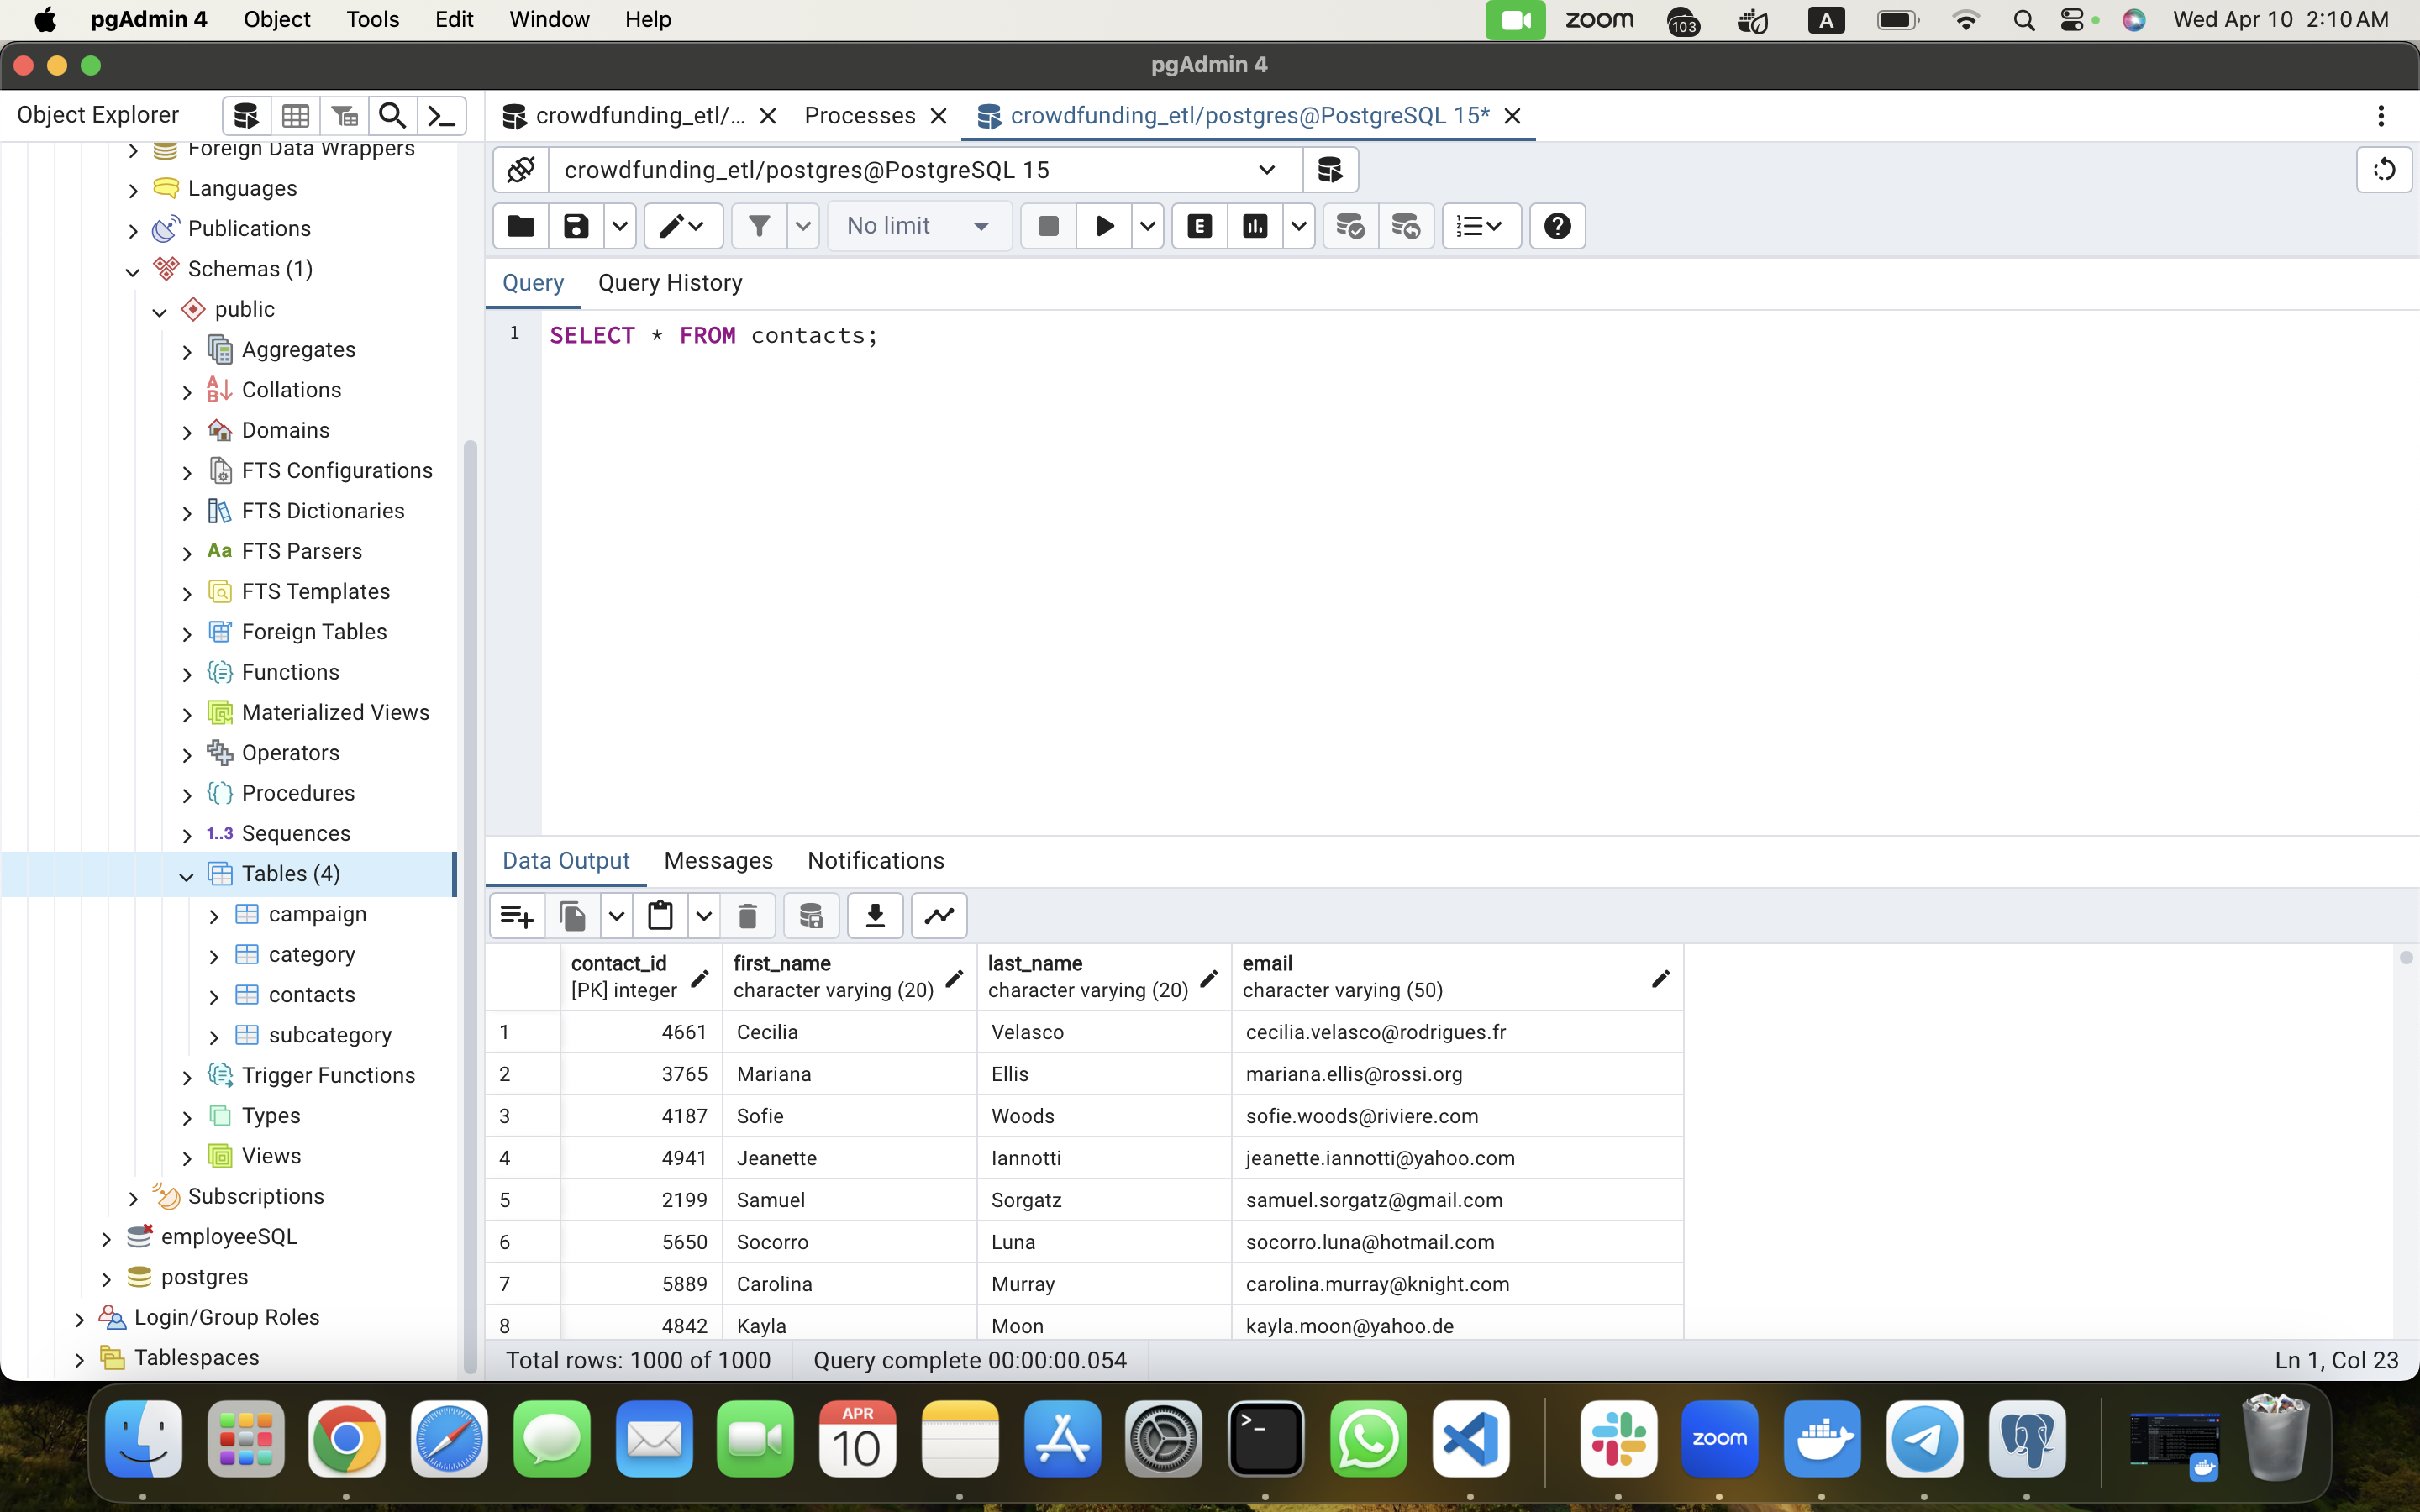 pgAdmin 4 Object Tools Edit Window Help zoom 103 A Wed Apr 10 2:10 AM
pgAdmin 4
Object Explorer
crowdfunding_etl/... Processes crowdfunding_etl/postgres@PostgreSQL 15*
Foreign Data Wrappers
Languages
Publications
Schemas (1)
public
Aggregates
Collations
Domains
FTS Configurations
FTS Dictionaries
Aa FTS Parsers
FTS Templates
Foreign Tables
Functions
Materialized Views
Operators
Procedures
1..3 Sequences
Tables (4)
campaign
category
contacts
subcategory
Trigger Functions
Types
Views
Subscriptions
employeeSQL
postgres
Login/Group Roles
Tablespaces
crowdfunding_etl/postgres@PostgreSQL 15
No limit E
Query Query History
1 SELECT * FROM contacts;
Data Output Messages Notifications
contact_id first_name last_name email
[PK] integer character varying (20) character varying (20) character varying (50)
1 4661 Cecilia Velasco cecilia.velasco@rodrigues.fr
2 3765 Mariana Ellis mariana.ellis@rossi.org
3 4187 Sofie Woods sofie.woods@riviere.com
4 4941 Jeanette Iannotti jeanette.iannotti@yahoo.com
5 2199 Samuel Sorgatz samuel.sorgatz@gmail.com
6 5650 Socorro Luna socorro.luna@hotmail.com
7 5889 Carolina Murray carolina.murray@knight.com
8 4842 Kayla Moon kayla.moon@yahoo.de
Total rows: 1000 of 1000 Query complete 00:00:00.054 Ln 1, Col 23
APR
10
zoom